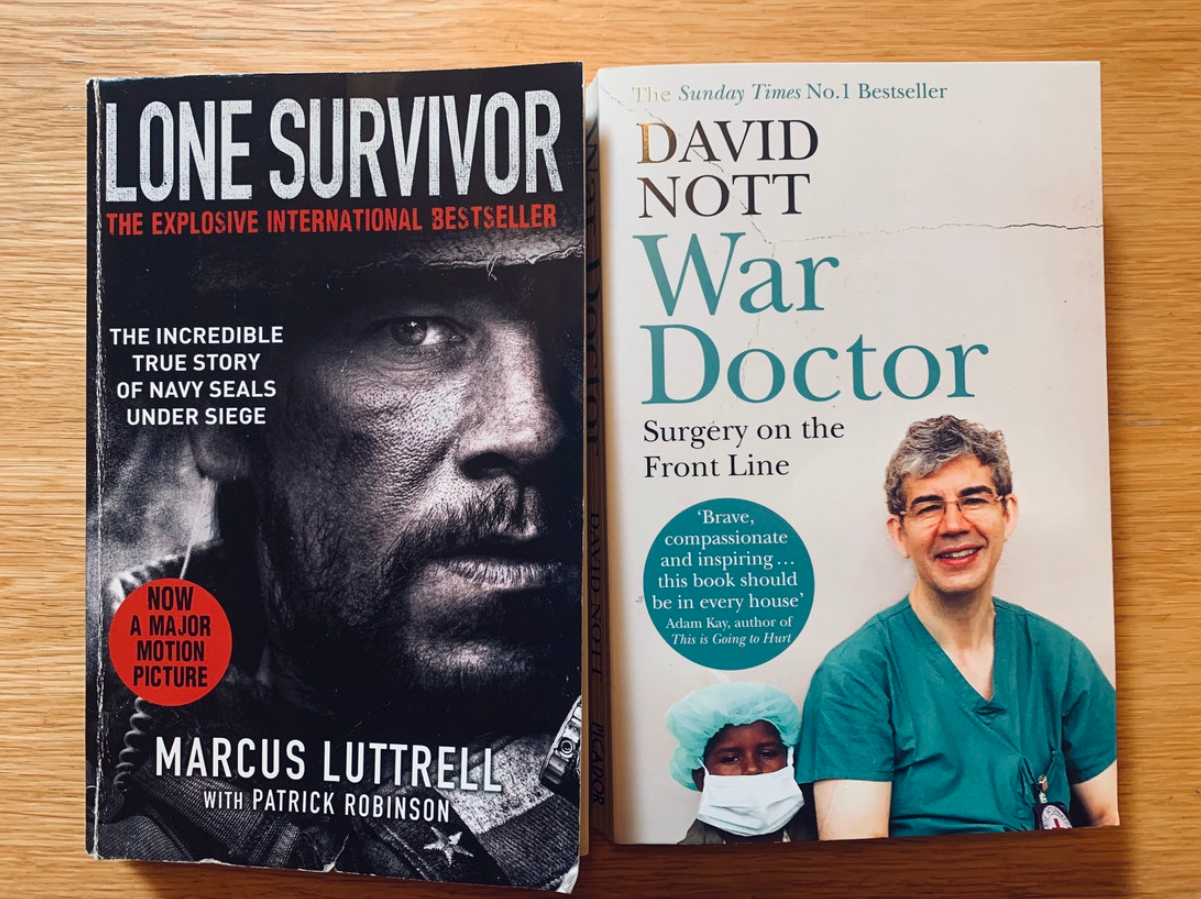 LONE SURVIVOR
THE EXPLOSIVE INTERNATIONAL BESTSELLER
THE INCREDIBLE
TRUE STORY
OF NAVY SEALS
UNDER SIEGE
NOW
A MAJOR
MOTION
PICTURE
MARCUS LUTTRELL
WITH PATRICK ROBINSON
War Doctor
DAVID NOTT
PICADOR
The Sunday Times No.1 Bestseller
DAVID
NOTT
War
Doctor
Surgery on the
Front Line
‘Brave,
compassionate
and inspiring ...
this book should
be in every house’
Adam Kay, author of
This is Going to Hurt